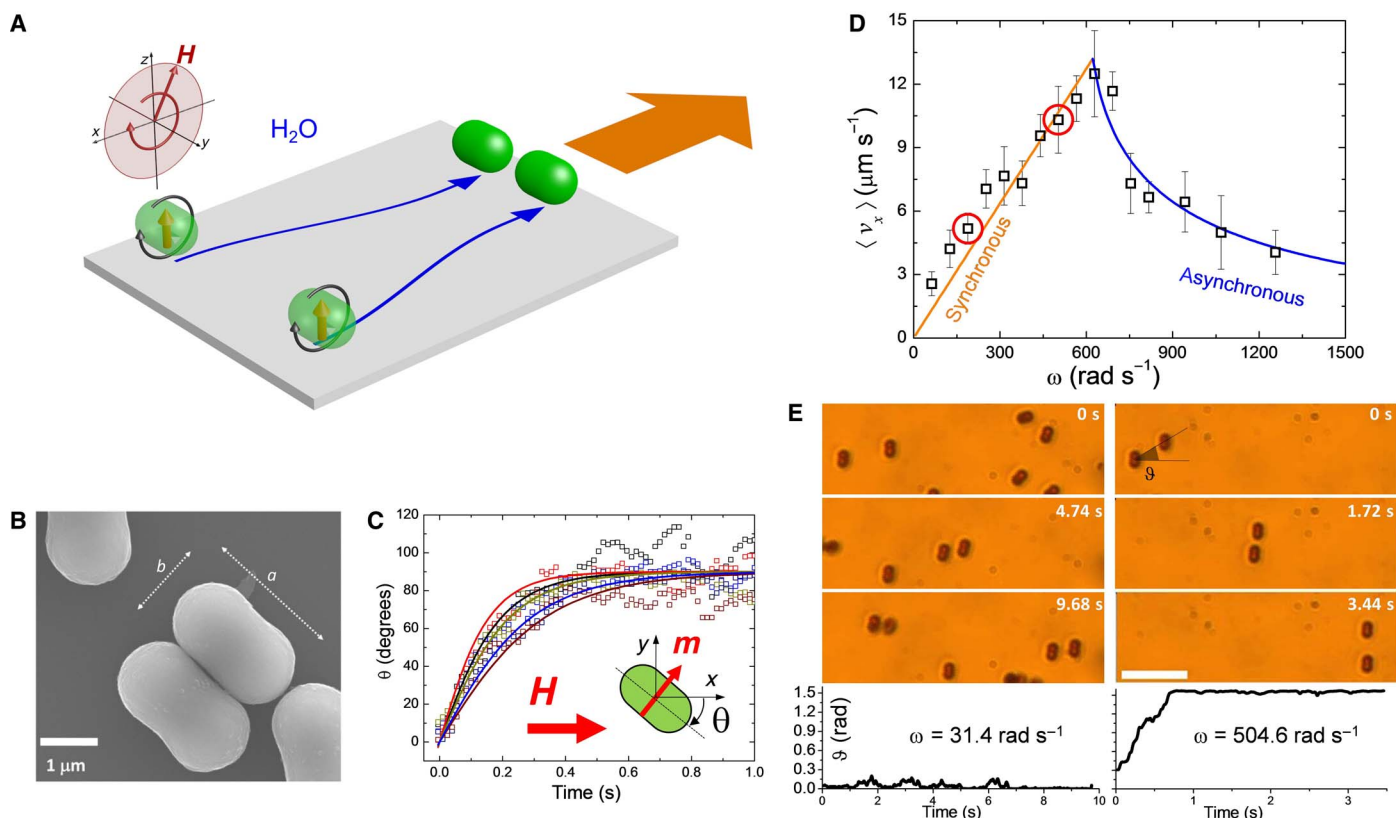 A
H
z
x
y
H₂O
B
b
a
1 μm
C
θ (degrees)
120
100
80
60
40
20
0
0.0
0.2
0.4
0.6
0.8
1.0
Time (s)
H
y
m
x
θ
D
⟨vₓ⟩ (μm s⁻¹)
15
12
9
6
3
0
0
300
600
900
1200
1500
ω (rad s⁻¹)
Synchronous
Asynchronous
E
0 s
4.74 s
9.68 s
0 s
ϑ
1.72 s
3.44 s
ϑ (rad)
1.5
1.2
0.9
0.6
0.3
0.0
ω = 31.4 rad s⁻¹
0
2
4
6
8
10
Time (s)
ω = 504.6 rad s⁻¹
0
1
2
3
Time (s)